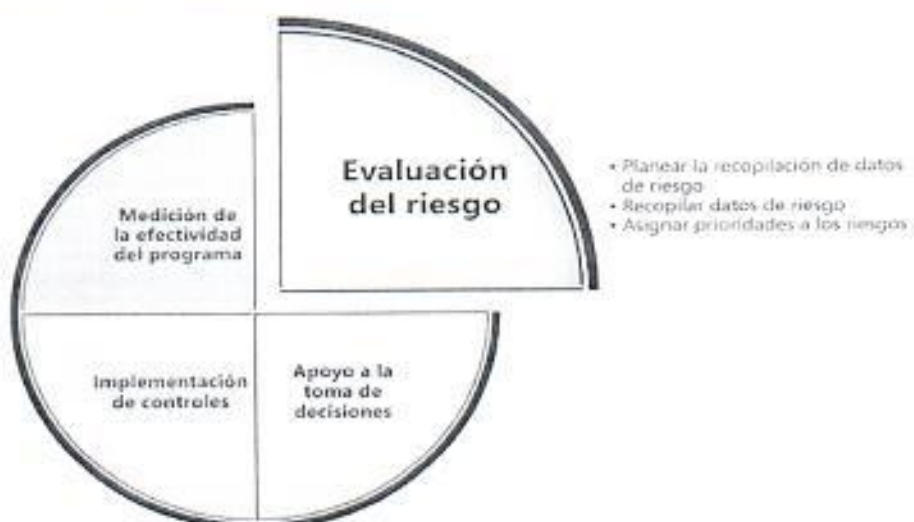 Evaluación
del riesgo
• Planear la recopilación de datos
de riesgo
• Recopilar datos de riesgo
• Asignar prioridades a los riesgos
Medición de
la efectividad
del programa
Implementación
de controles
Apoyo a la
toma de
decisiones